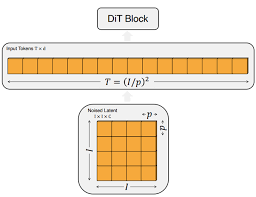 DiT Block
Input Tokens T × d
T = (I/p)²
Noised Latent
I × I × C
p
p
I
I